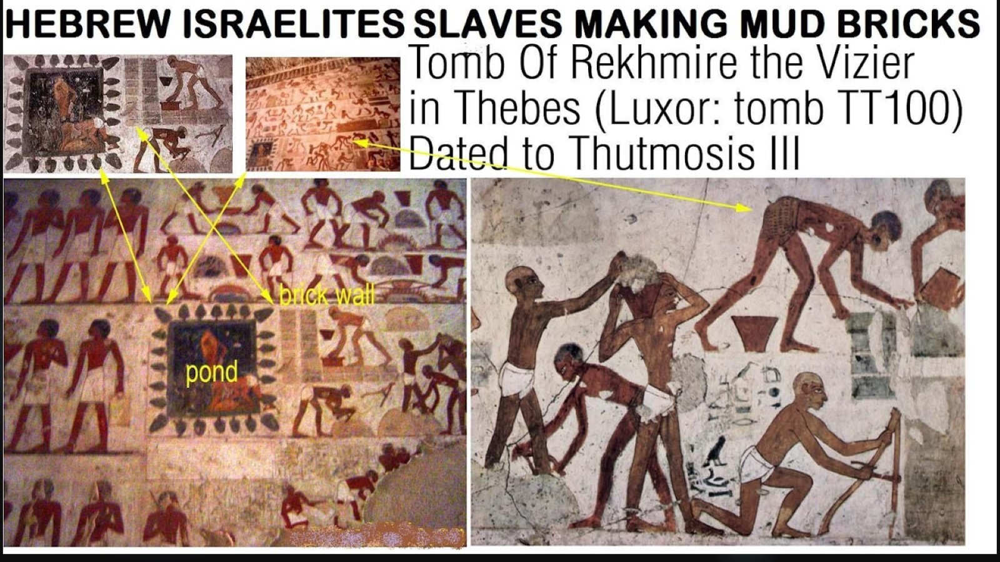 HEBREW ISRAELITES SLAVES MAKING MUD BRICKS
Tomb Of Rekhmire the Vizier
in Thebes (Luxor: tomb TT100)
Dated to Thutmosis III
brick wall
pond